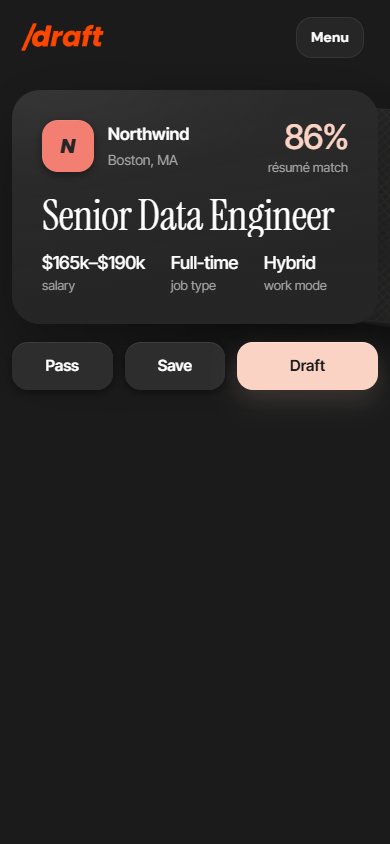 /draft
Menu
N
Northwind
Boston, MA
86%
résumé match
Senior Data Engineer
$165k–$190k
salary
Full-time
job type
Hybrid
work mode
Pass
Save
Draft